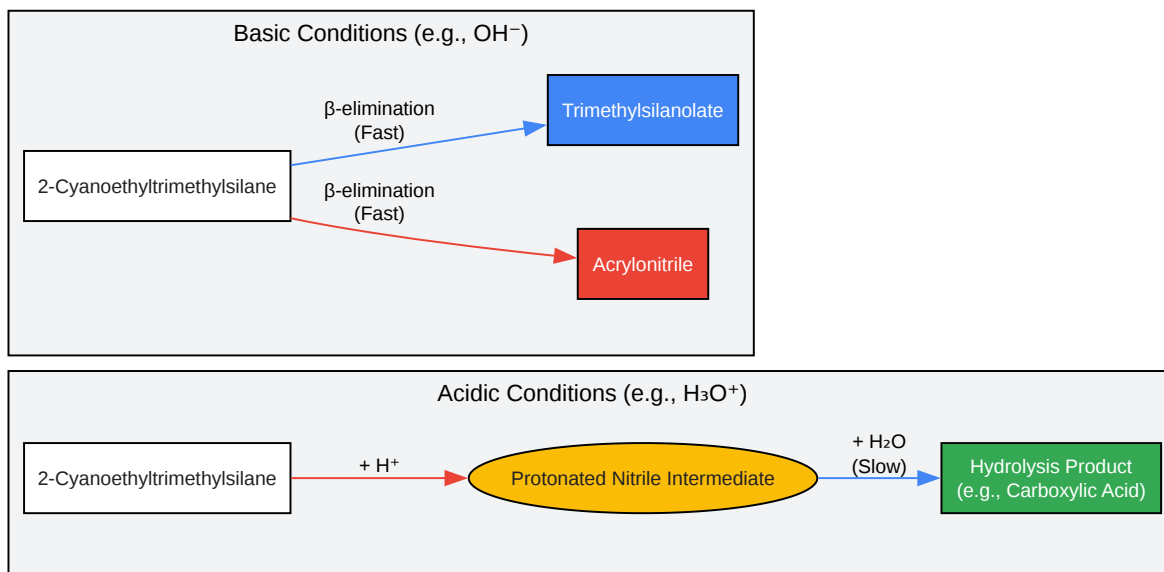 Basic Conditions (e.g., OH⁻)
β-elimination
(Fast)
Trimethylsilanolate
2-Cyanoethyltrimethylsilane
β-elimination
(Fast)
Acrylonitrile
Acidic Conditions (e.g., H₃O⁺)
2-Cyanoethyltrimethylsilane
+ H⁺
Protonated Nitrile Intermediate
+ H₂O
(Slow)
Hydrolysis Product
(e.g., Carboxylic Acid)